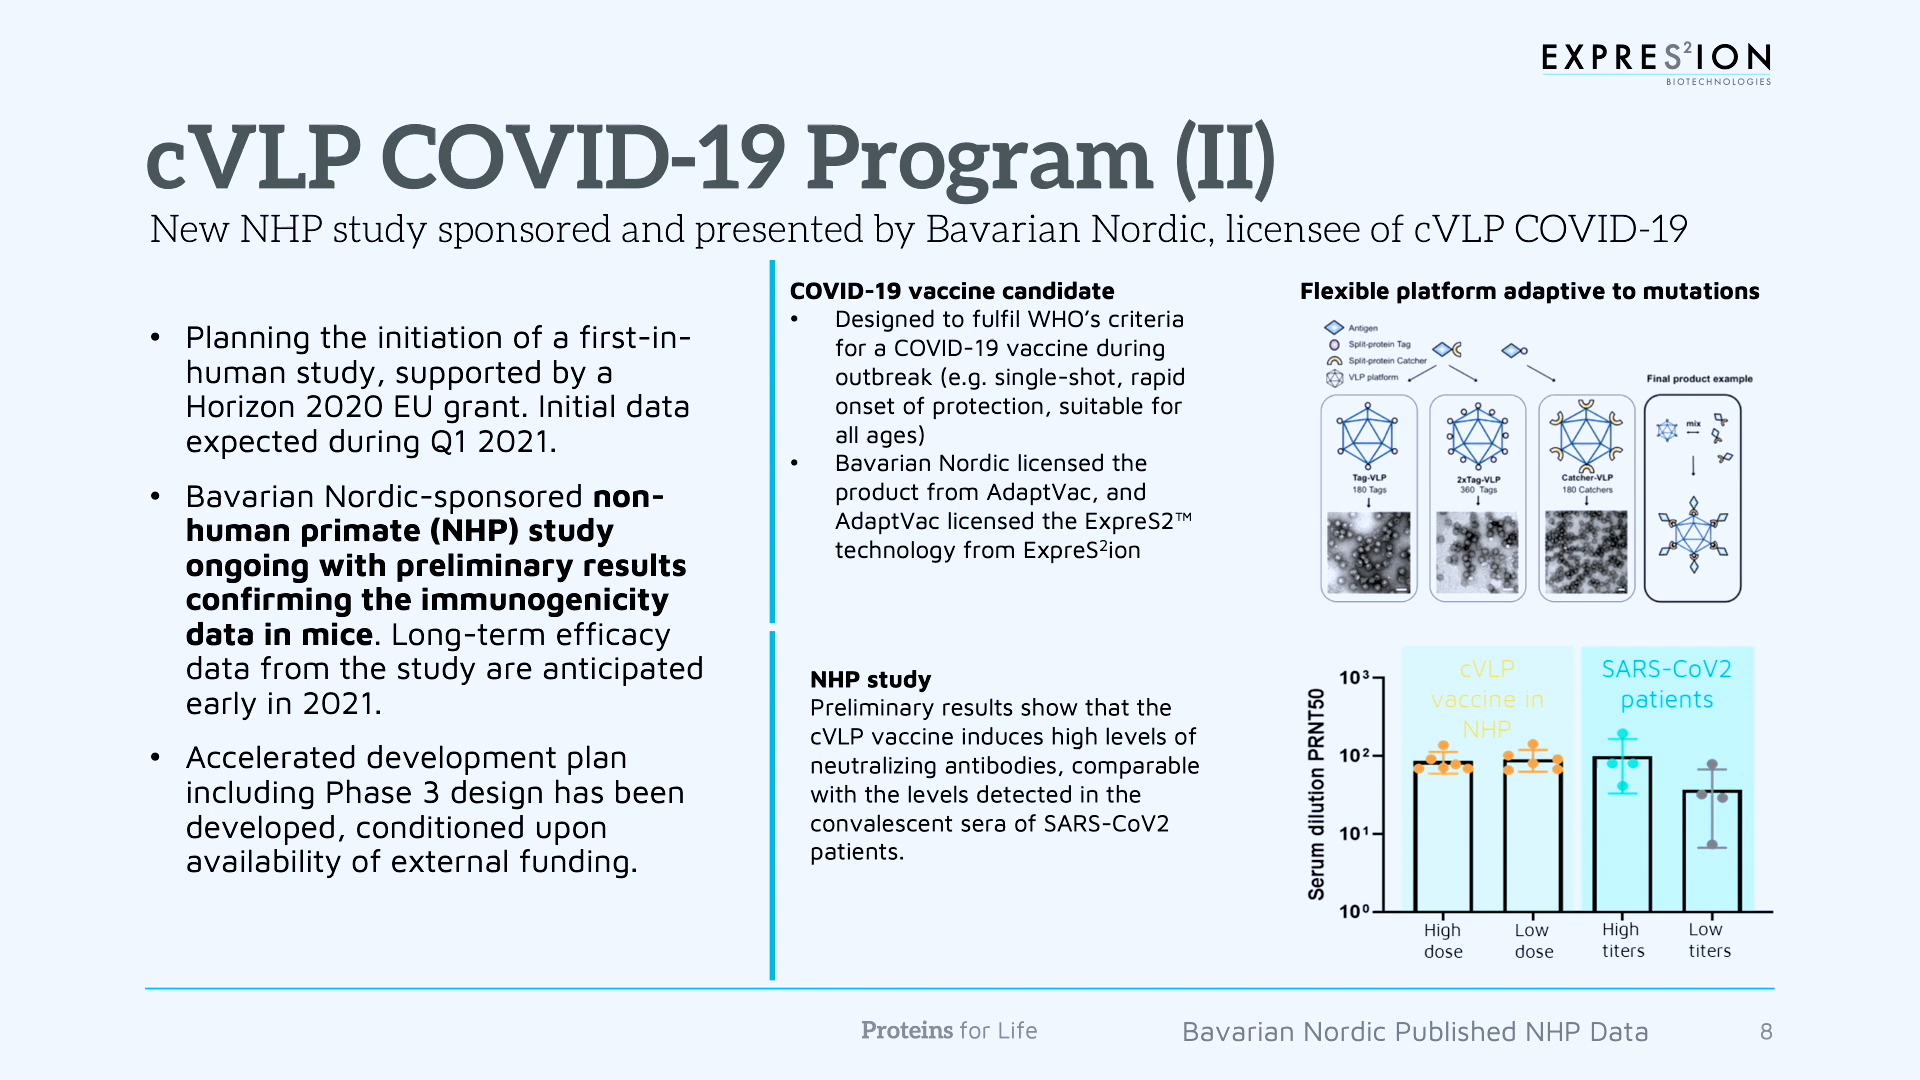 EXPRES²ION
BIOTECHNOLOGIES
cVLP COVID-19 Program (II)
New NHP study sponsored and presented by Bavarian Nordic, licensee of cVLP COVID-19
• Planning the initiation of a first-in-
human study, supported by a
Horizon 2020 EU grant. Initial data
expected during Q1 2021.
• Bavarian Nordic-sponsored non-
human primate (NHP) study
ongoing with preliminary results
confirming the immunogenicity
data in mice. Long-term efficacy
data from the study are anticipated
early in 2021.
• Accelerated development plan
including Phase 3 design has been
developed, conditioned upon
availability of external funding.
COVID-19 vaccine candidate
• Designed to fulfil WHO’s criteria
for a COVID-19 vaccine during
outbreak (e.g. single-shot, rapid
onset of protection, suitable for
all ages)
• Bavarian Nordic licensed the
product from AdaptVac, and
AdaptVac licensed the ExpreS2™
technology from ExpreS²ion
NHP study
Preliminary results show that the
cVLP vaccine induces high levels of
neutralizing antibodies, comparable
with the levels detected in the
convalescent sera of SARS-CoV2
patients.
Flexible platform adaptive to mutations
Antigen
Split-protein Tag
Split-protein Catcher
VLP platform
Final product example
mix
Tag-VLP
180 Tags
2xTag-VLP
360 Tags
Catcher-VLP
180 Catchers
cVLP
vaccine in
NHP
SARS-CoV2
patients
Serum dilution PRNT50
10³
10²
10¹
10⁰
High
dose
Low
dose
High
titers
Low
titers
Proteins for Life
Bavarian Nordic Published NHP Data
8